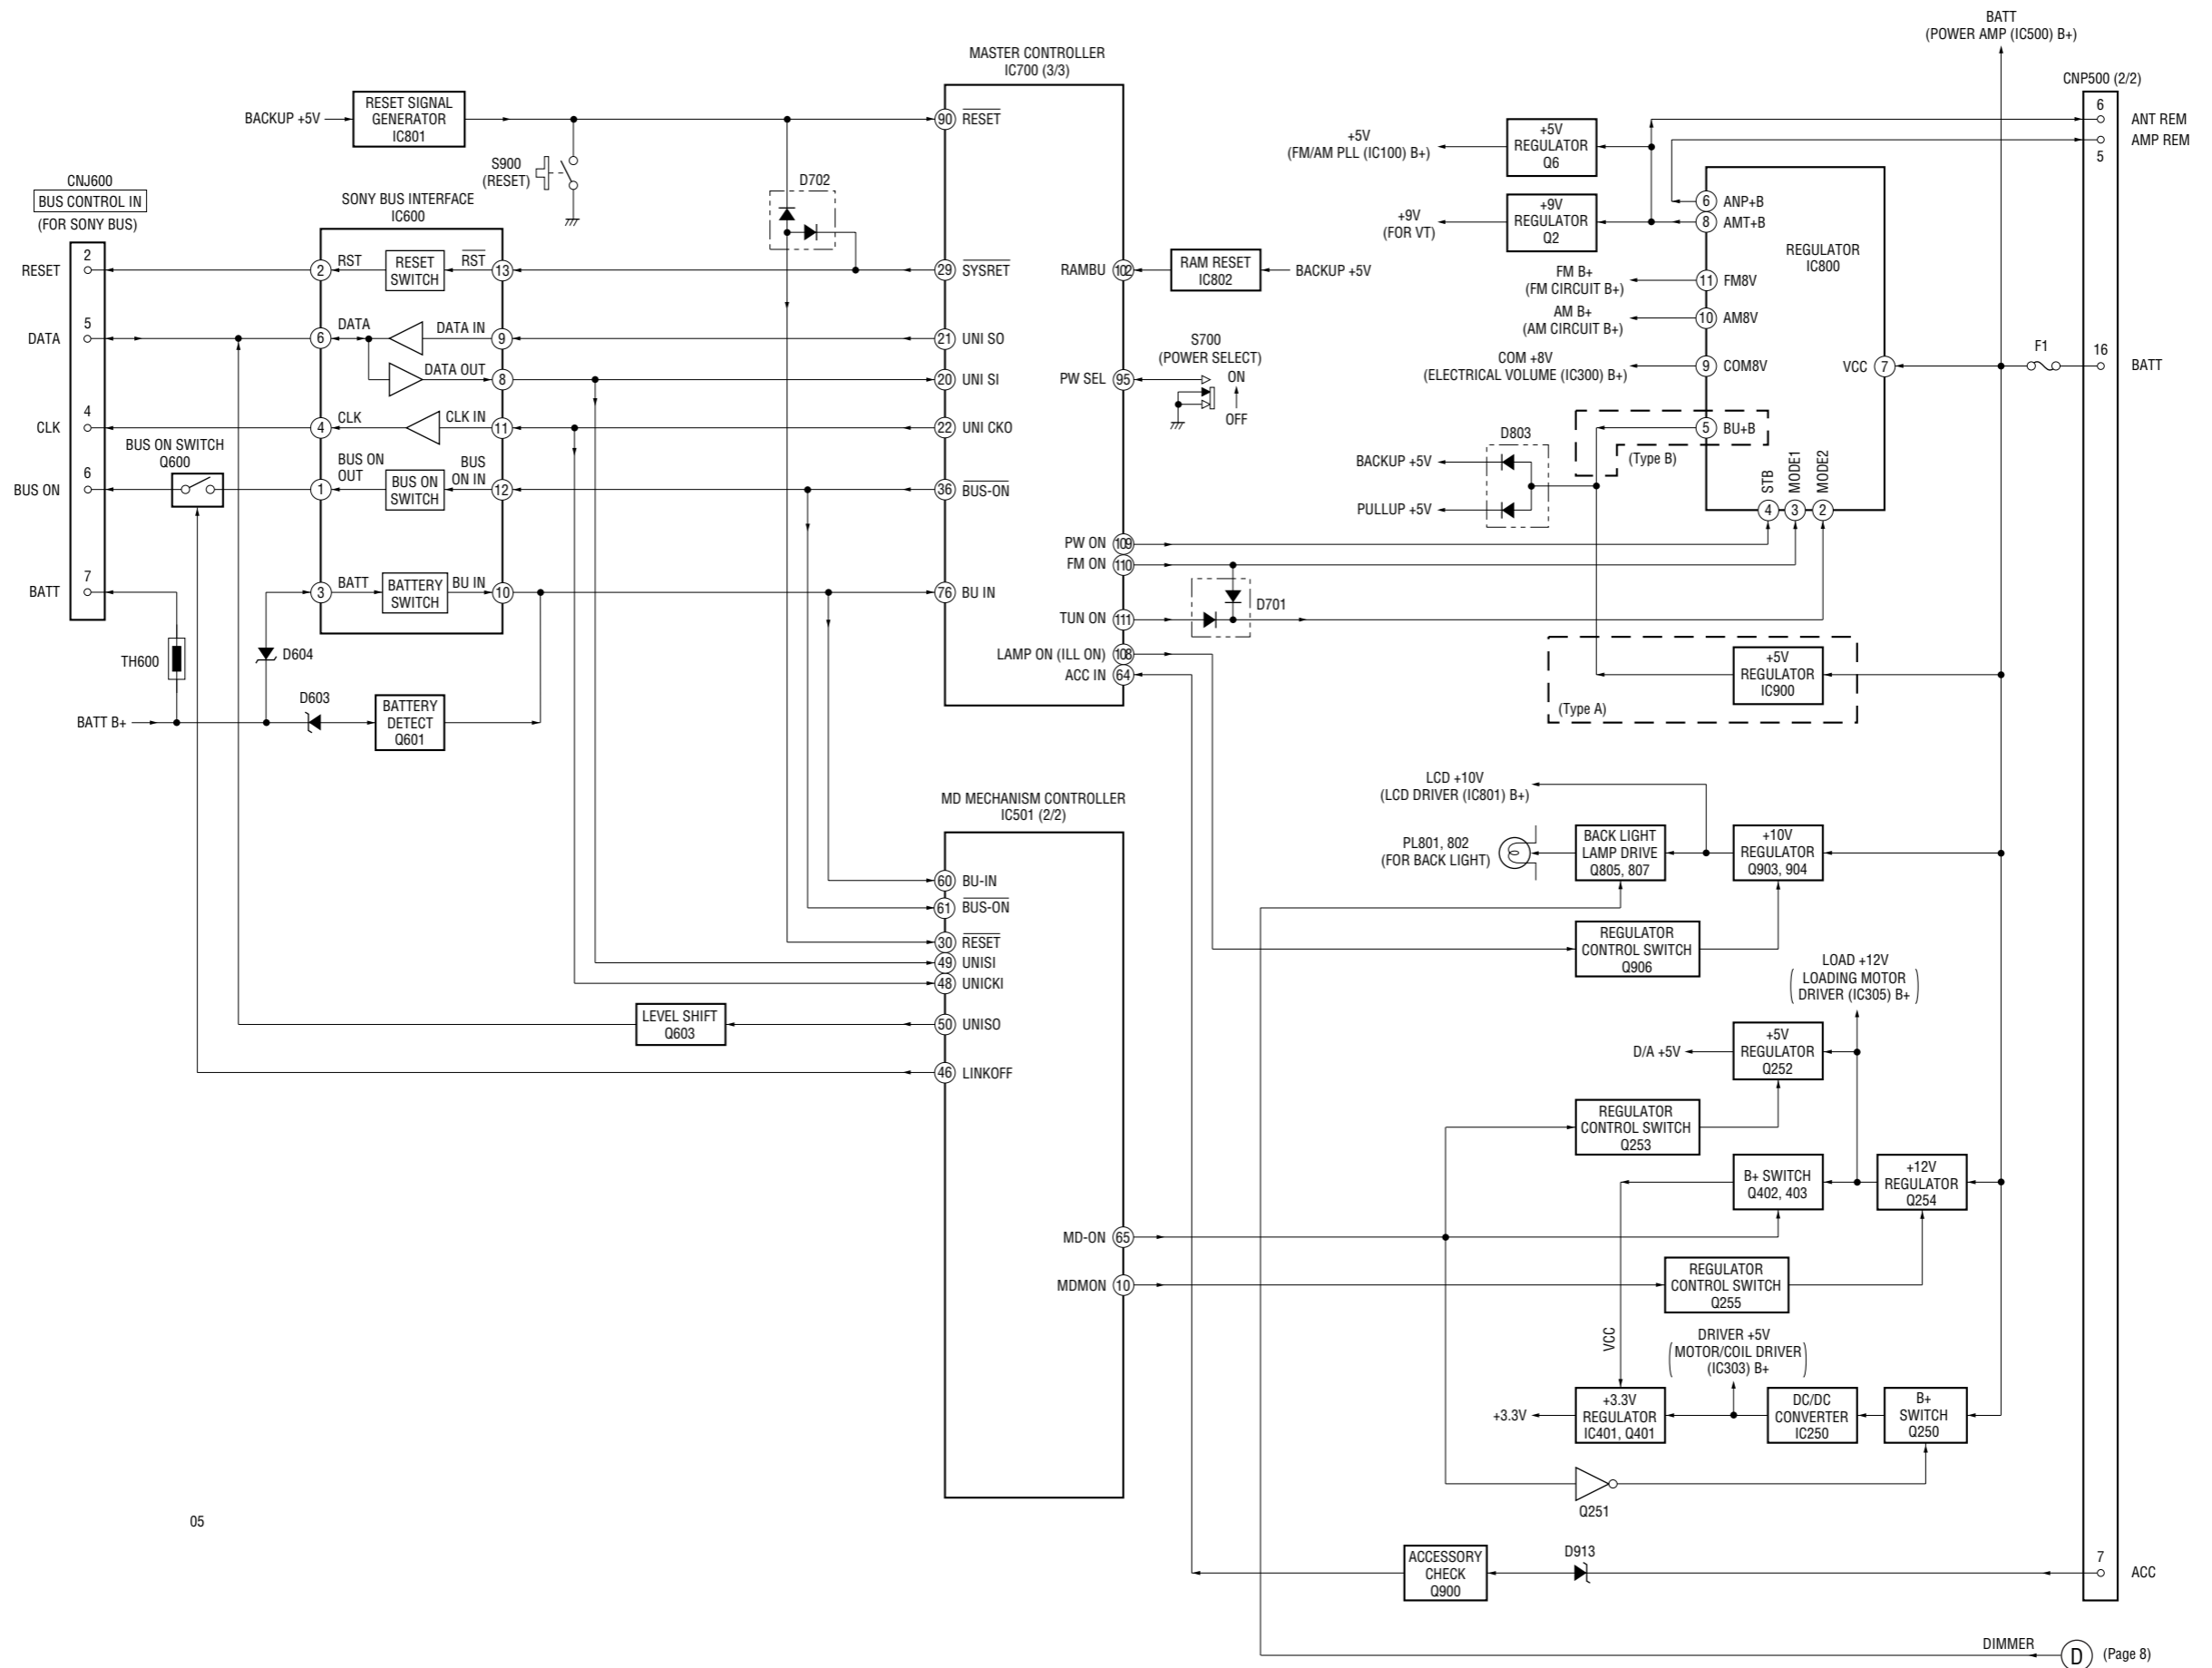 BATT
(POWER AMP (IC500) B+)
MASTER CONTROLLER
IC700 (3/3)
CNP500 (2/2)
RESET SIGNAL
GENERATOR
IC801
BACKUP +5V
90 RESET
6
ANT REM
AMP REM
5
+5V
REGULATOR
Q6
+5V
(FM/AM PLL (IC100) B+)
S900
(RESET)
D702
CNJ600
BUS CONTROL IN
(FOR SONY BUS)
SONY BUS INTERFACE
IC600
+9V
REGULATOR
Q2
+9V
(FOR VT)
6 ANP+B
8 AMT+B
REGULATOR
IC800
RESET
2
2 RST
RESET
SWITCH
RST 13
29 SYSRET
RAMBU 102
RAM RESET
IC802
BACKUP +5V
FM B+
(FM CIRCUIT B+)
11 FM8V
AM B+
(AM CIRCUIT B+)
10 AM8V
DATA
5
6 DATA
DATA IN 9
21 UNI SO
DATA OUT 8
20 UNI SI
PW SEL 95
S700
(POWER SELECT)
ON
OFF
COM +8V
(ELECTRICAL VOLUME (IC300) B+)
9 COM8V
VCC 7
F1
16
BATT
CLK
4
4 CLK
CLK IN 11
22 UNI CKO
5 BU+B
(Type B)
BUS ON SWITCH
Q600
BUS ON
6
1
BUS ON
OUT
BUS ON
SWITCH
BUS
ON IN
12
36 BUS-ON
D803
BACKUP +5V
PULLUP +5V
STB
MODE1
MODE2
4 3 2
PW ON 109
FM ON 110
BATT
7
3 BATT
BATTERY
SWITCH
BU IN 10
76 BU IN
D701
TUN ON 111
LAMP ON (ILL ON) 108
ACC IN 64
TH600
D604
+5V
REGULATOR
IC900
(Type A)
BATT B+
D603
BATTERY
DETECT
Q601
MD MECHANISM CONTROLLER
IC501 (2/2)
LCD +10V
(LCD DRIVER (IC801) B+)
PL801, 802
(FOR BACK LIGHT)
BACK LIGHT
LAMP DRIVE
Q805, 807
+10V
REGULATOR
Q903, 904
60 BU-IN
61 BUS-ON
30 RESET
49 UNISI
48 UNICKI
REGULATOR
CONTROL SWITCH
Q906
LOAD +12V
LOADING MOTOR
DRIVER (IC305) B+
LEVEL SHIFT
Q603
50 UNISO
46 LINKOFF
D/A +5V
+5V
REGULATOR
Q252
REGULATOR
CONTROL SWITCH
Q253
B+ SWITCH
Q402, 403
+12V
REGULATOR
Q254
MD-ON 65
MDMON 10
REGULATOR
CONTROL SWITCH
Q255
VCC
DRIVER +5V
MOTOR/COIL DRIVER
(IC303) B+
+3.3V
+3.3V
REGULATOR
IC401, Q401
DC/DC
CONVERTER
IC250
B+
SWITCH
Q250
Q251
05
ACCESSORY
CHECK
Q900
D913
7
ACC
DIMMER
D
(Page 8)